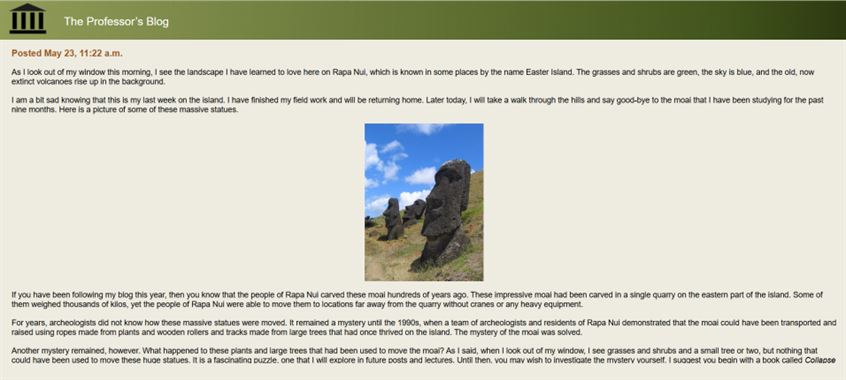 The Professor's Blog
Posted May 23, 11:22 a.m.
As I look out of my window this morning, I see the landscape I have learned to love here on Rapa Nui, which is known in some places by the name Easter Island. The grasses and shrubs are green, the sky is blue, and the old, now
extinct volcanoes rise up in the background.
I am a bit sad knowing that this is my last week on the island. I have finished my field work and will be returning home. Later today, I will take a walk through the hills and say good-bye to the moai that I have been studying for the past
nine months. Here is a picture of some of these massive statues.
If you have been following my blog this year, then you know that the people of Rapa Nui carved these moai hundreds of years ago. These impressive moai had been carved in a single quarry on the eastern part of the island. Some of
them weighed thousands of kilos, yet the people of Rapa Nui were able to move them to locations far away from the quarry without cranes or any heavy equipment.
For years, archeologists did not know how these massive statues were moved. It remained a mystery until the 1990s, when a team of archeologists and residents of Rapa Nui demonstrated that the moai could have been transported and
raised using ropes made from plants and wooden rollers and tracks made from large trees that had once thrived on the island. The mystery of the moai was solved.
Another mystery remained, however. What happened to these plants and large trees that had been used to move the moai? As I said, when I look out of my window, I see grasses and shrubs and a small tree or two, but nothing that
could have been used to move these huge statues. It is a fascinating puzzle, one that I will explore in future posts and lectures. Until then, you may wish to investigate the mystery yourself. I suggest you begin with a book called Collapse